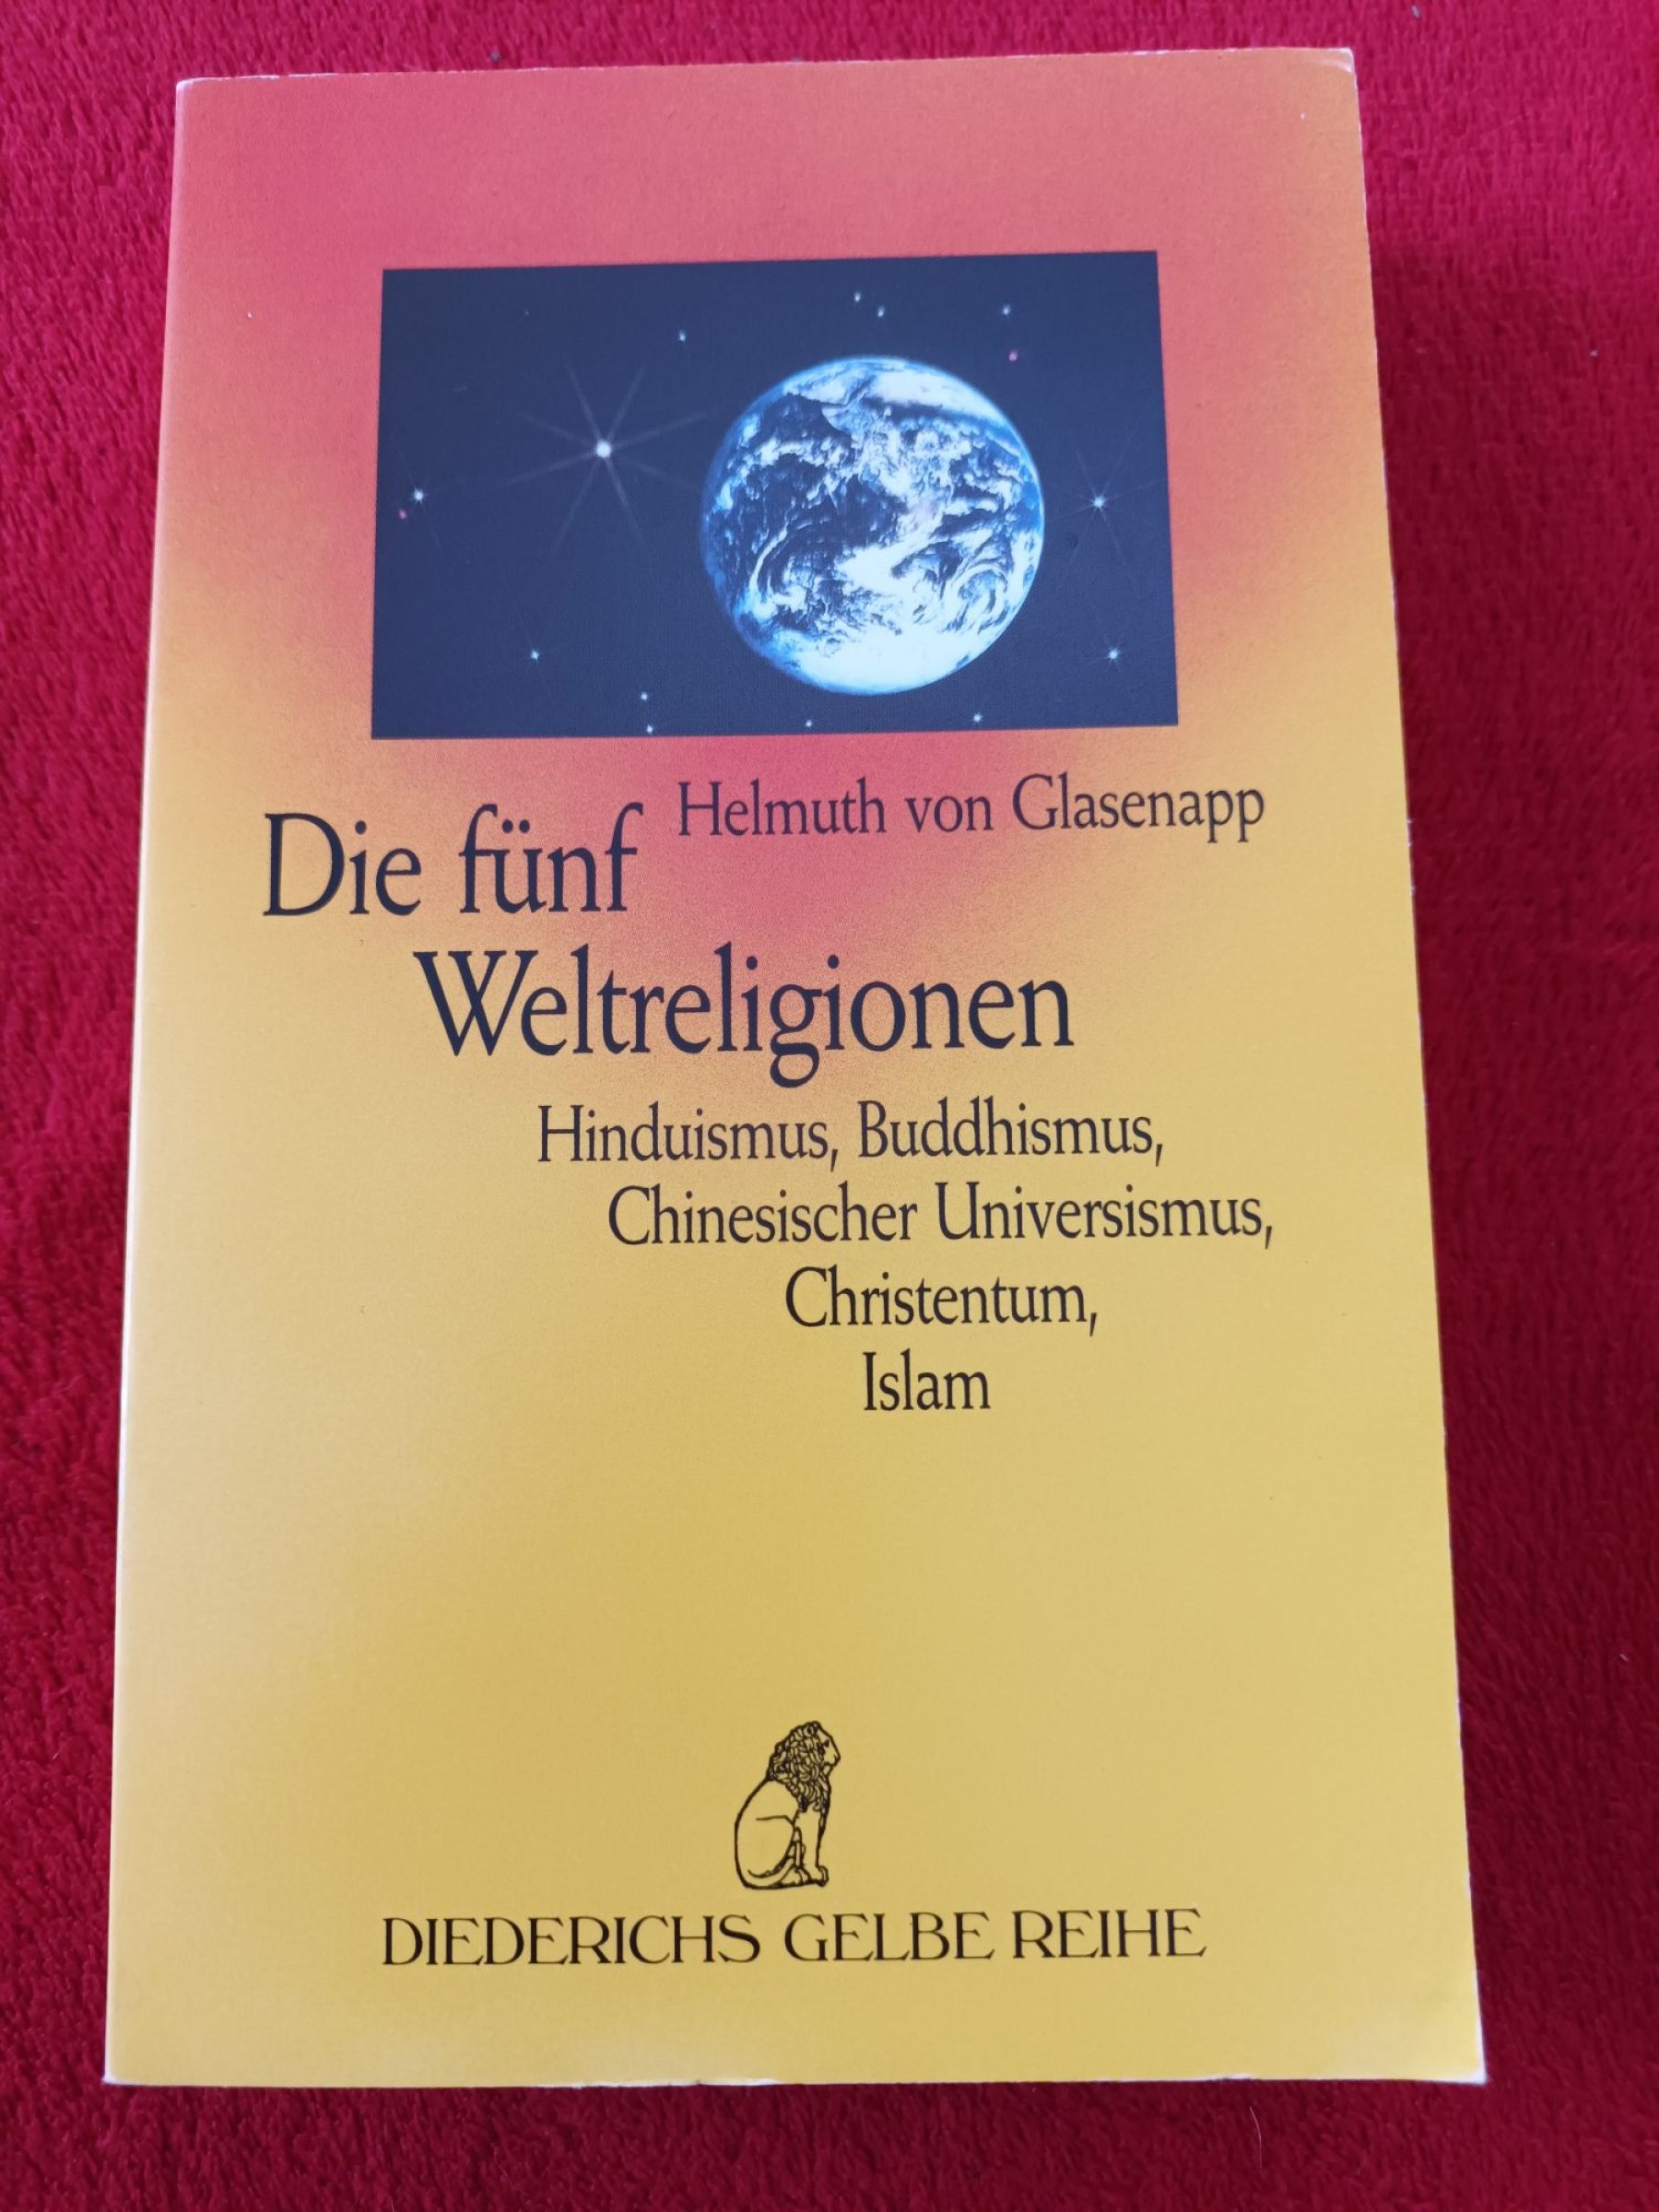 Helmuth von Glasenapp
Die fünf
Weltreligionen
Hinduismus, Buddhismus,
Chinesischer Universismus,
Christentum,
Islam
DIEDERICHS GELBE REIHE